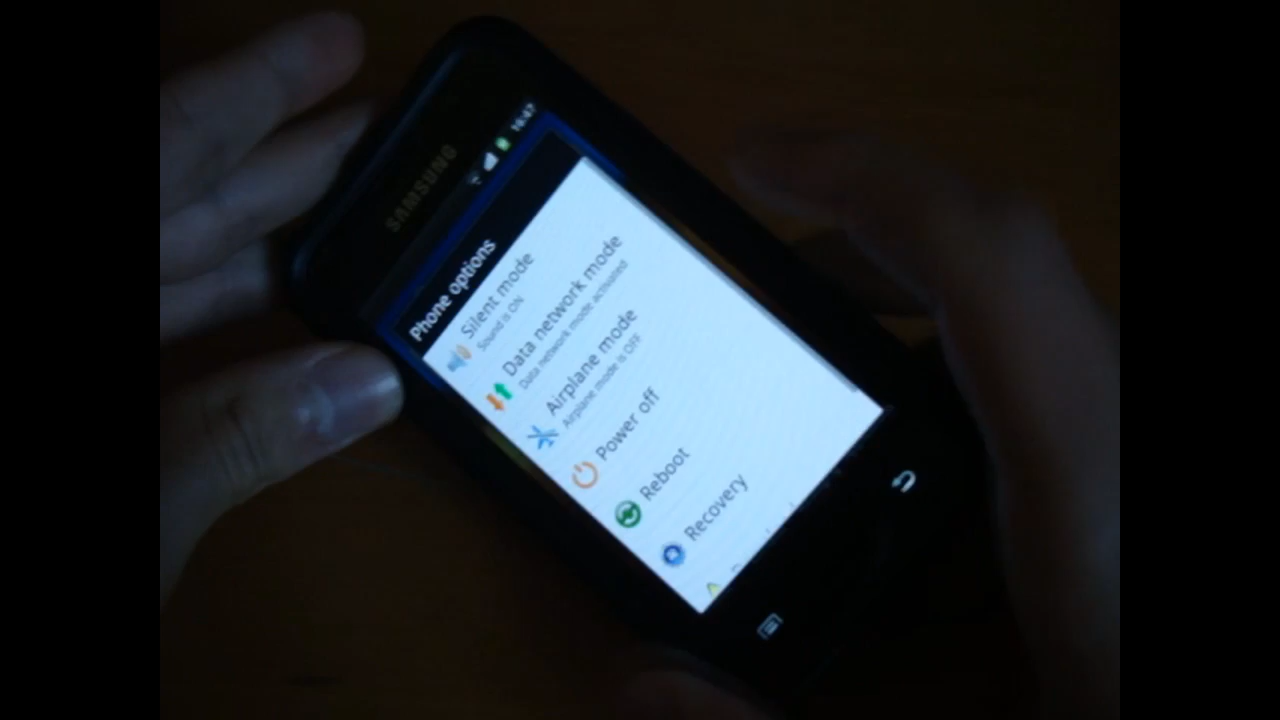 SAMSUNG
Phone options
Silent mode
Sound is ON
Data network mode
Data network mode activated
Airplane mode
Airplane mode is OFF
Power off
Reboot
Recovery